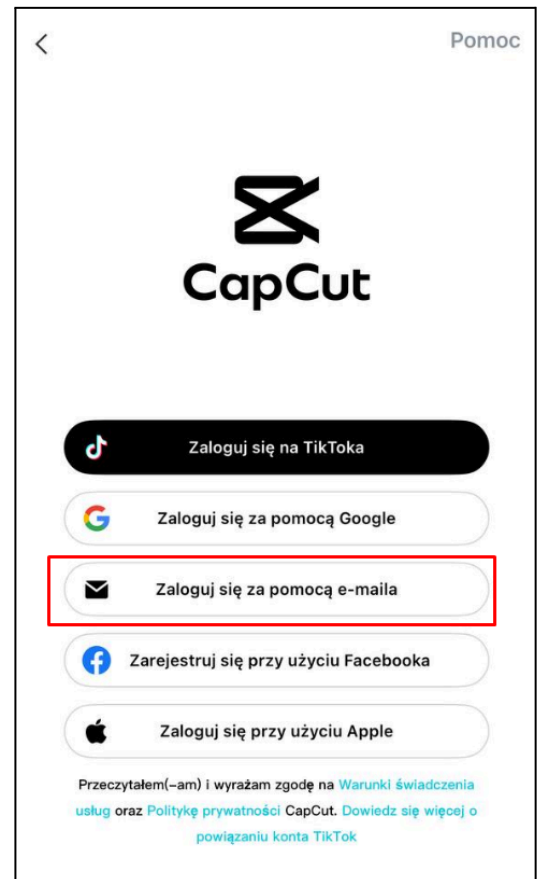 Pomoc
CapCut
Zaloguj się na TikToka
Zaloguj się za pomocą Google
Zaloguj się za pomocą e-maila
Zarejestruj się przy użyciu Facebooka
Zaloguj się przy użyciu Apple
Przeczytałem(-am) i wyrażam zgodę na Warunki świadczenia
usług oraz Politykę prywatności CapCut. Dowiedz się więcej o
powiązaniu konta TikTok